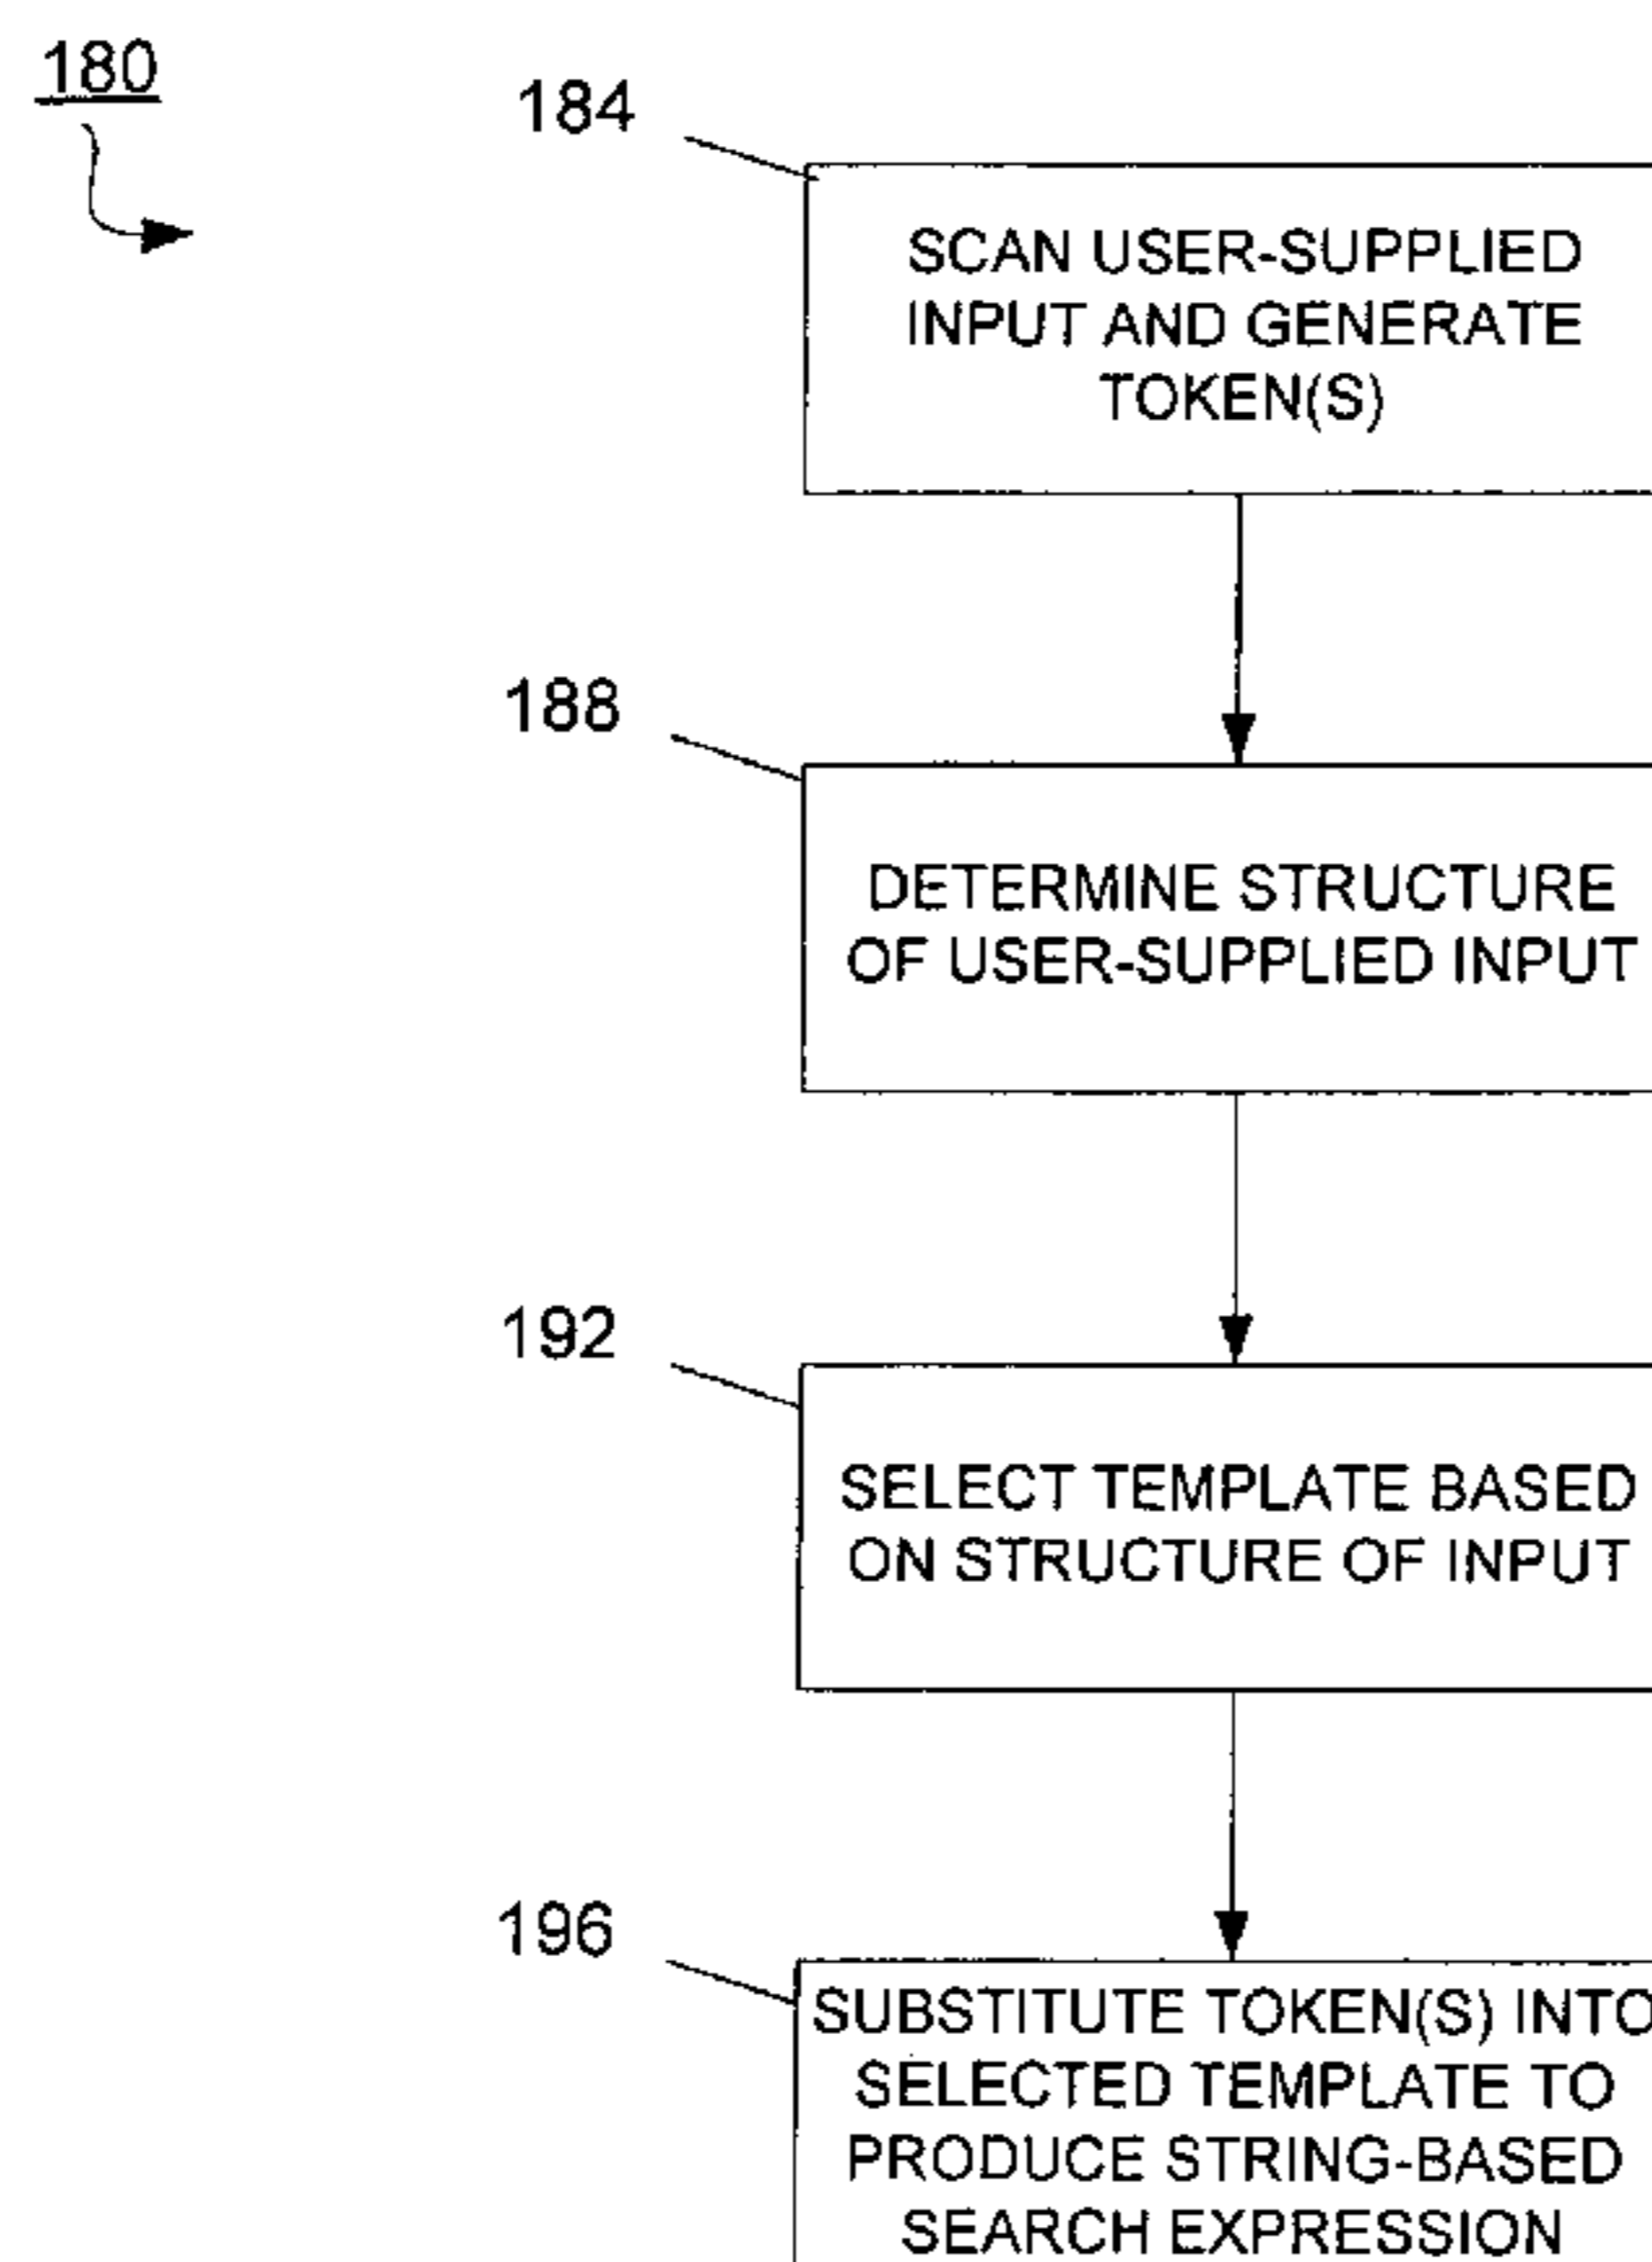 180
184
SCAN USER-SUPPLIED
INPUT AND GENERATE
TOKEN(S)
188
DETERMINE STRUCTURE
OF USER-SUPPLIED INPUT
192
SELECT TEMPLATE BASED
ON STRUCTURE OF INPUT
196
SUBSTITUTE TOKEN(S) INTO
SELECTED TEMPLATE TO
PRODUCE STRING-BASED
SEARCH EXPRESSION